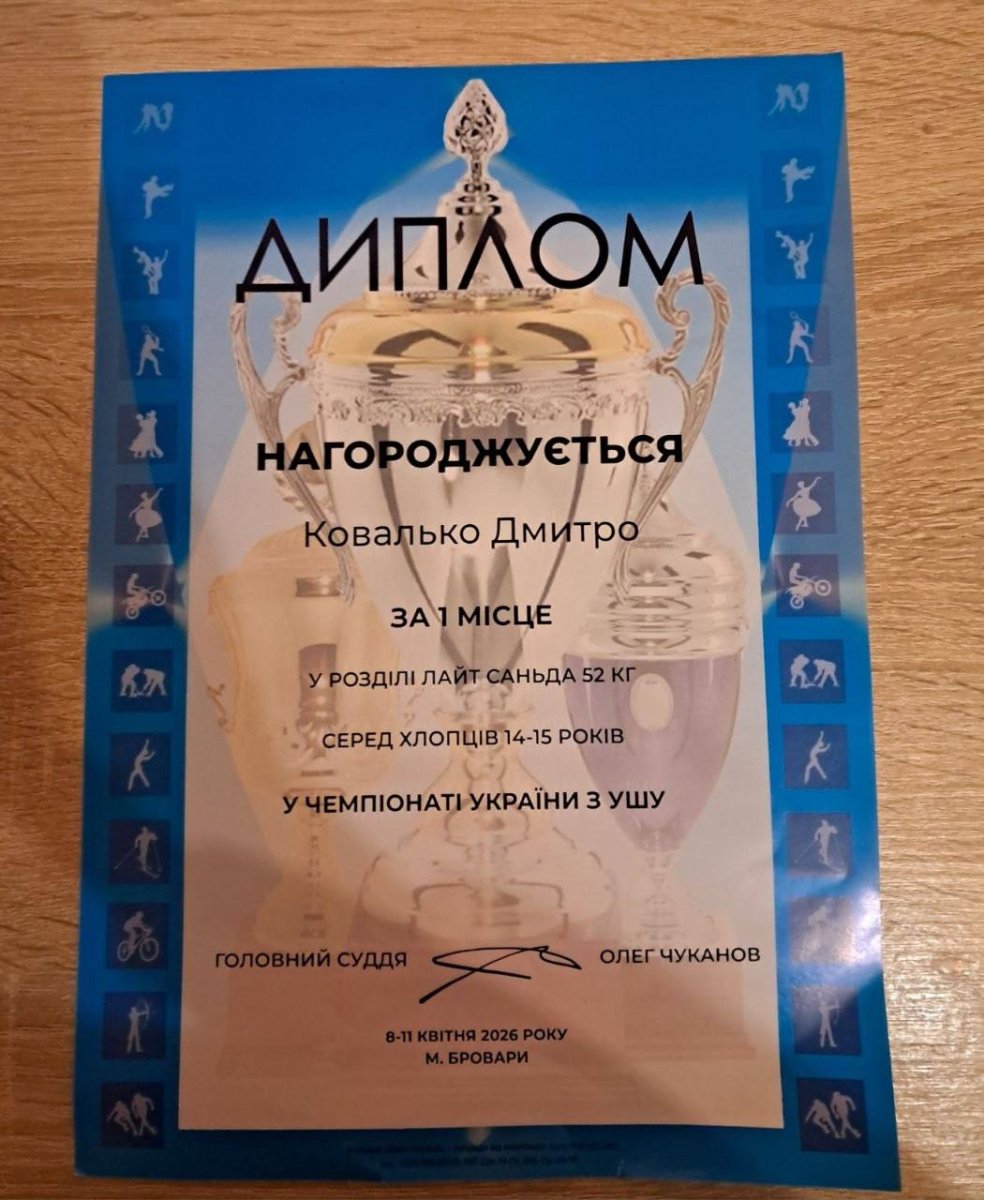 ДИПЛОМ
НАГОРОДЖУЄТЬСЯ
Ковалько Дмитро
ЗА 1 МІСЦЕ
У РОЗДІЛІ ЛАЙТ САНЬДА 52 КГ
СЕРЕД ХЛОПЦІВ 14-15 РОКІВ
У ЧЕМПІОНАТІ УКРАЇНИ З УШУ
ГОЛОВНИЙ СУДДЯ ОЛЕГ ЧУКАНОВ
8-11 КВІТНЯ 2026 РОКУ
М. БРОВАРИ